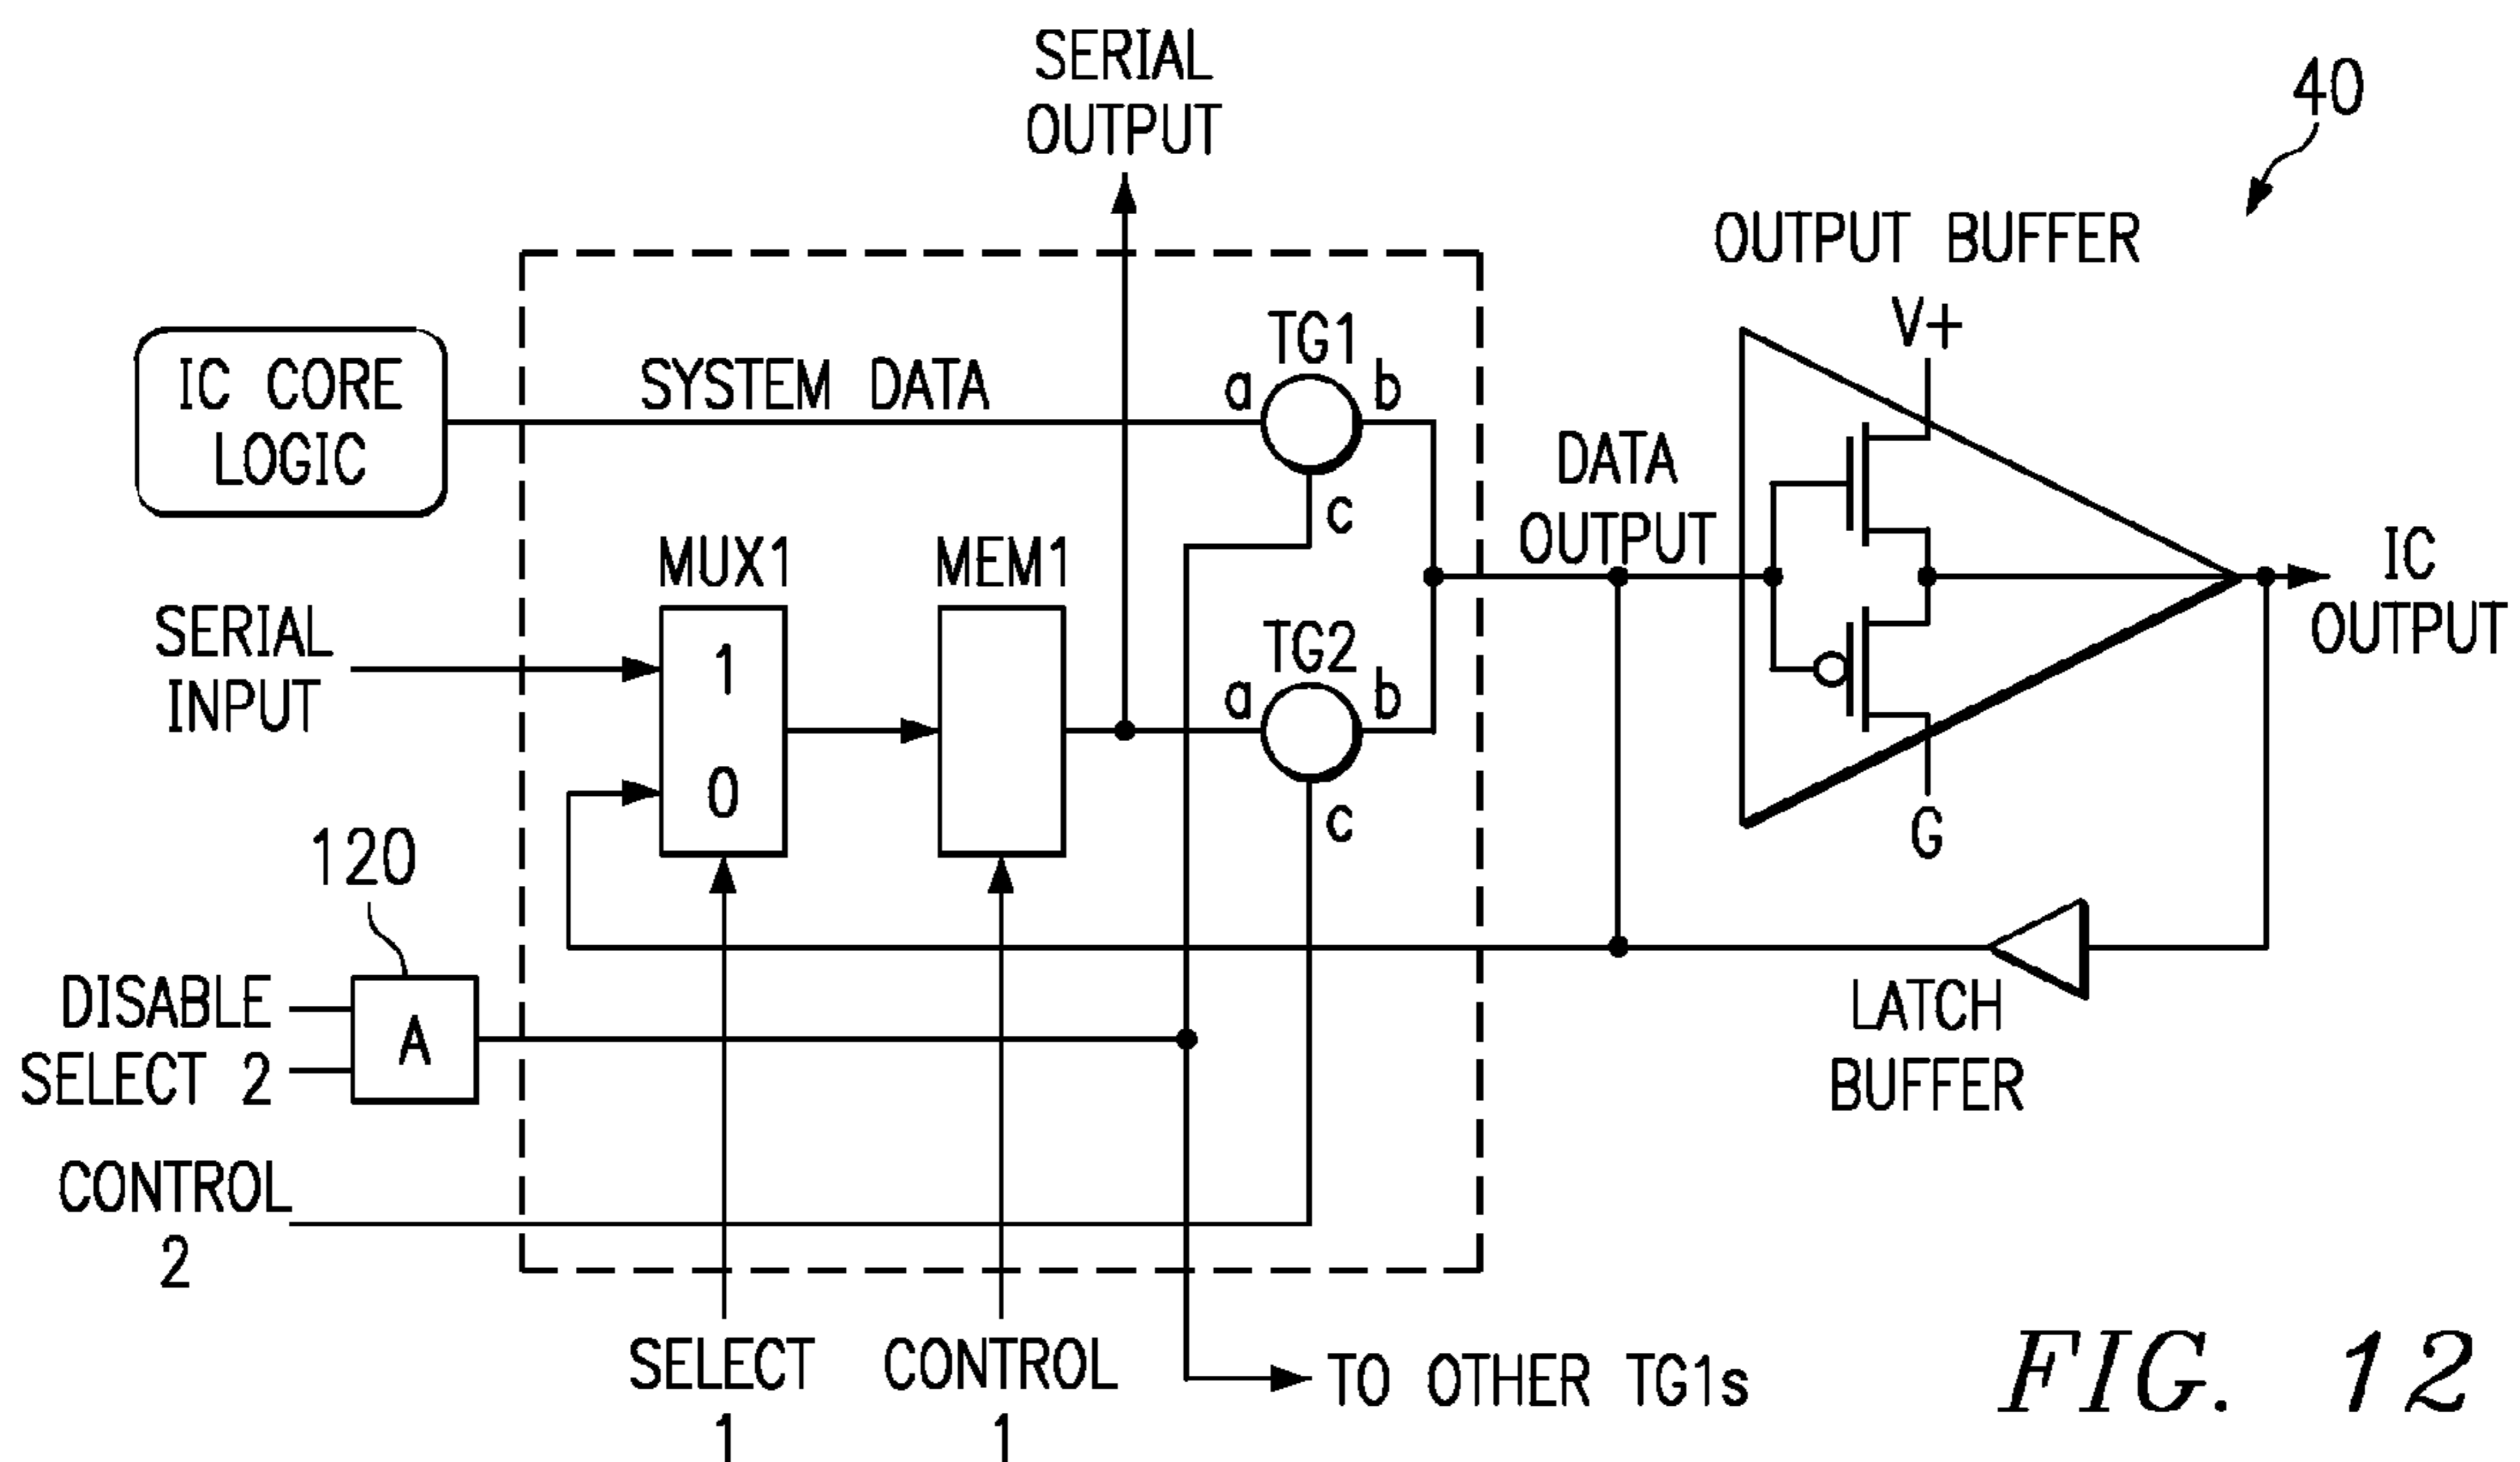 SERIAL
OUTPUT
40
OUTPUT BUFFER
V+
TG1
a
b
c
IC CORE
LOGIC
SYSTEM DATA
DATA
OUTPUT
IC
OUTPUT
MUX1
MEM1
1
0
SERIAL
INPUT
TG2
a
b
c
G
120
DISABLE
SELECT 2
A
LATCH
BUFFER
CONTROL
2
SELECT
1
CONTROL
1
TO OTHER TG1s
FIG. 12